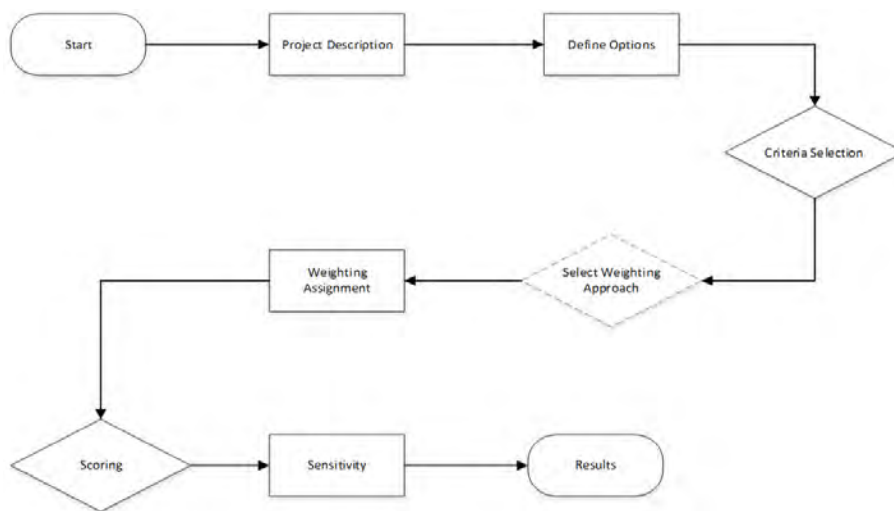 Start
Project Description
Define Options
Criteria Selection
Select Weighting
Approach
Weighting
Assignment
Scoring
Sensitivity
Results